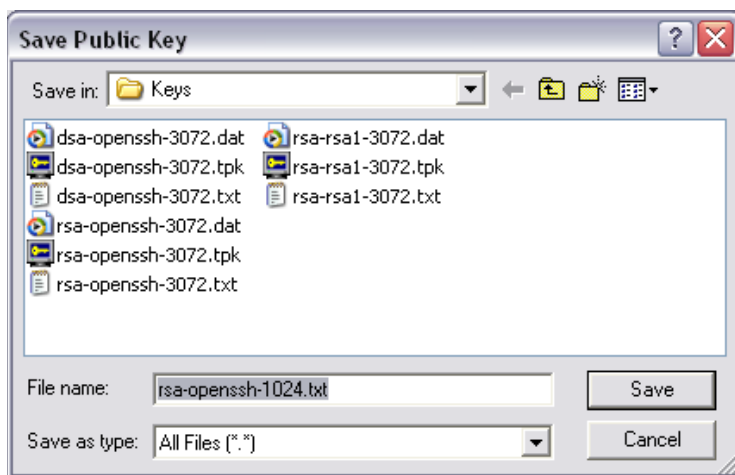 Save Public Key
Save in: Keys
dsa-openssh-3072.dat
dsa-openssh-3072.tpk
dsa-openssh-3072.txt
rsa-openssh-3072.dat
rsa-openssh-3072.tpk
rsa-openssh-3072.txt
rsa-rsa1-3072.dat
rsa-rsa1-3072.tpk
rsa-rsa1-3072.txt
File name: rsa-openssh-1024.txt Save
Save as type: All Files (*.*) Cancel